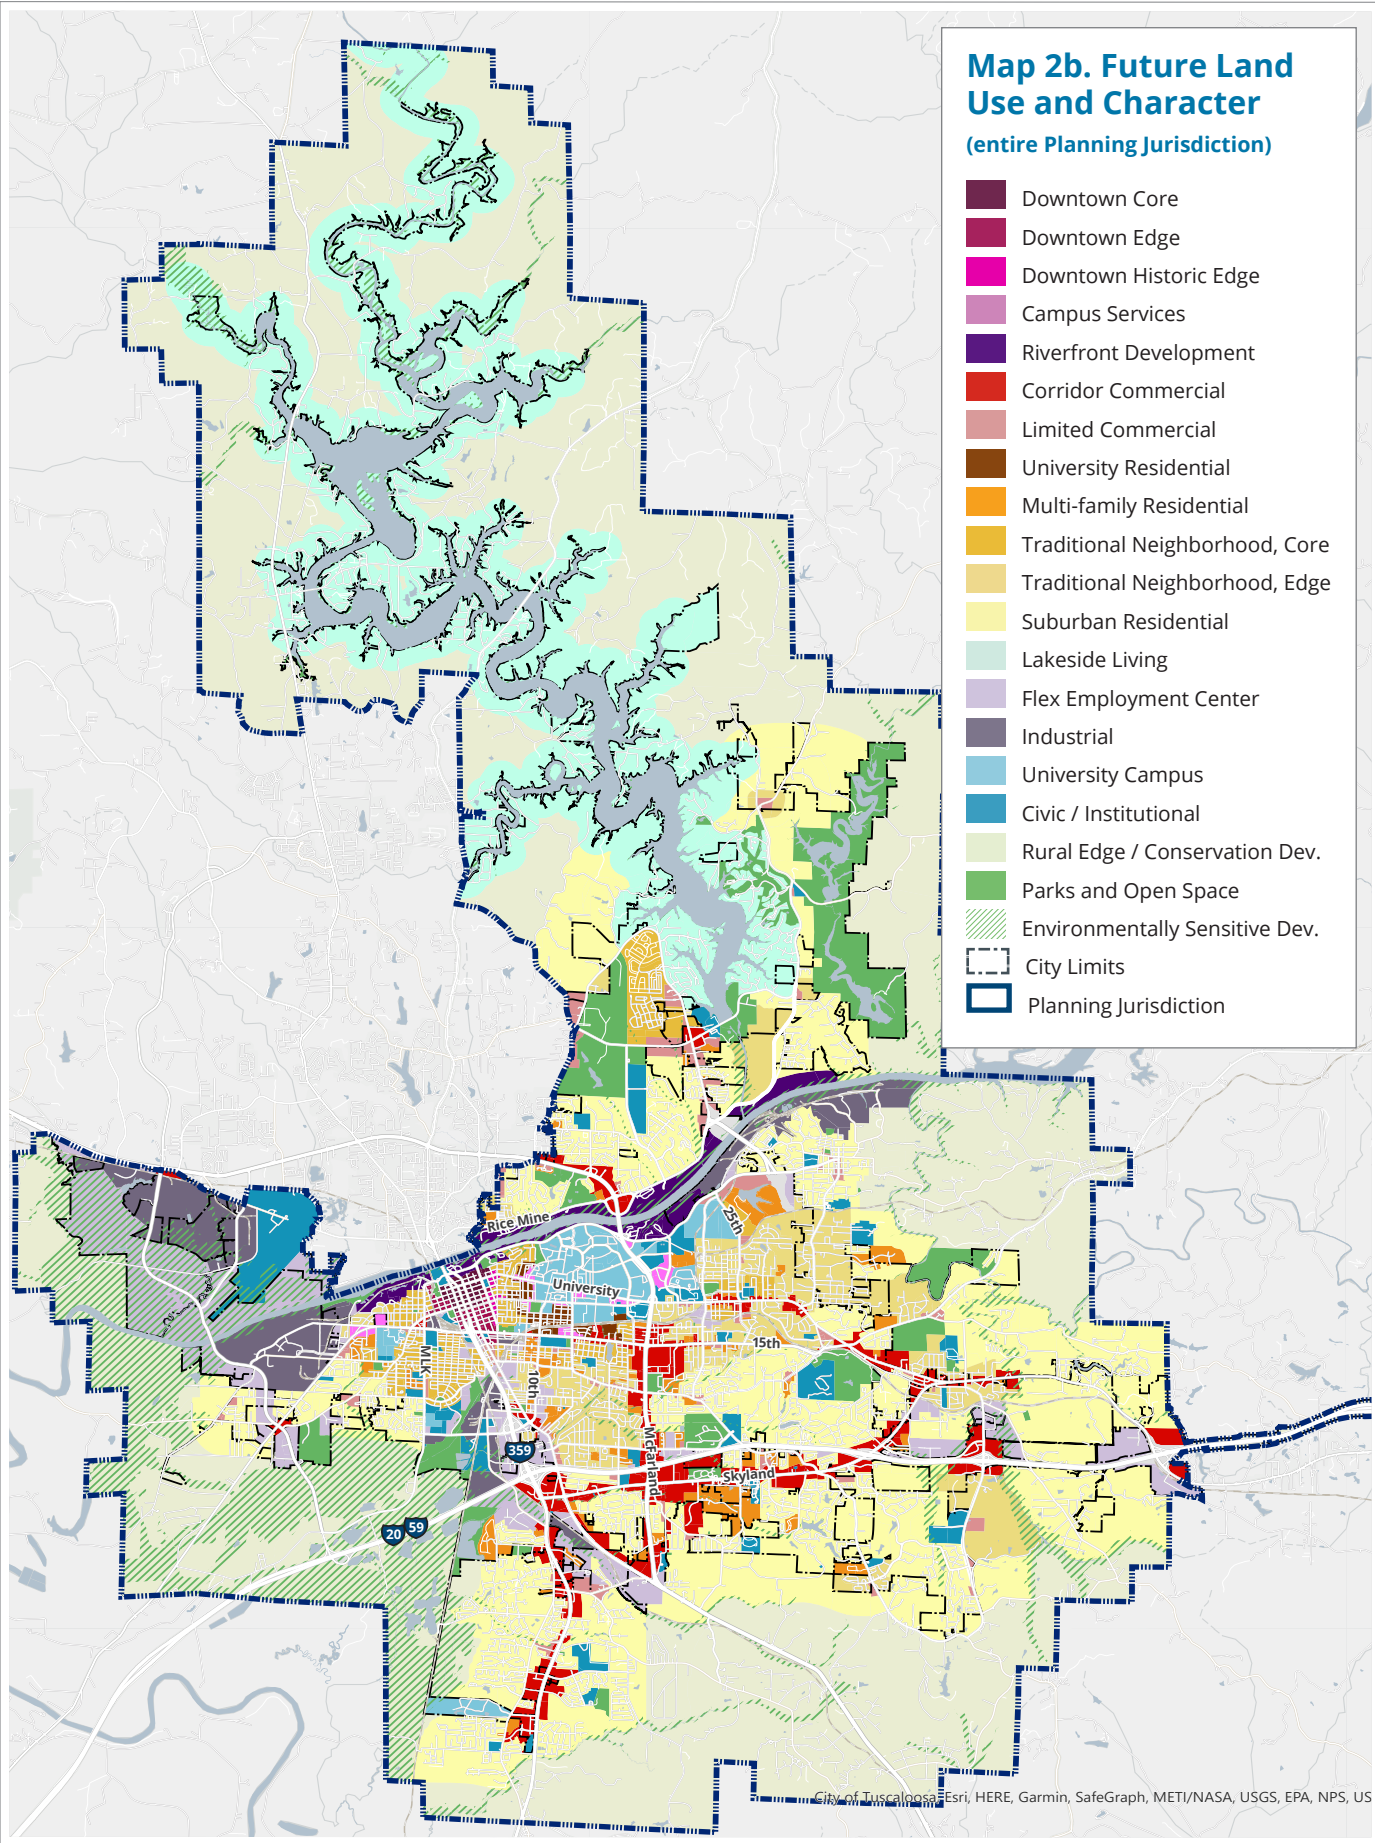 Map 2b. Future Land
Use and Character
(entire Planning Jurisdiction)
Downtown Core
Downtown Edge
Downtown Historic Edge
Campus Services
Riverfront Development
Corridor Commercial
Limited Commercial
University Residential
Multi-family Residential
Traditional Neighborhood, Core
Traditional Neighborhood, Edge
Suburban Residential
Lakeside Living
Flex Employment Center
Industrial
University Campus
Civic / Institutional
Rural Edge / Conservation Dev.
Parks and Open Space
Environmentally Sensitive Dev.
City Limits
Planning Jurisdiction
Rice Mine
25th
University
15th
MLK
10th
359
McFarland
Skyland
20
59
City of Tuscaloosa, Esri, HERE, Garmin, SafeGraph, METI/NASA, USGS, EPA, NPS, US